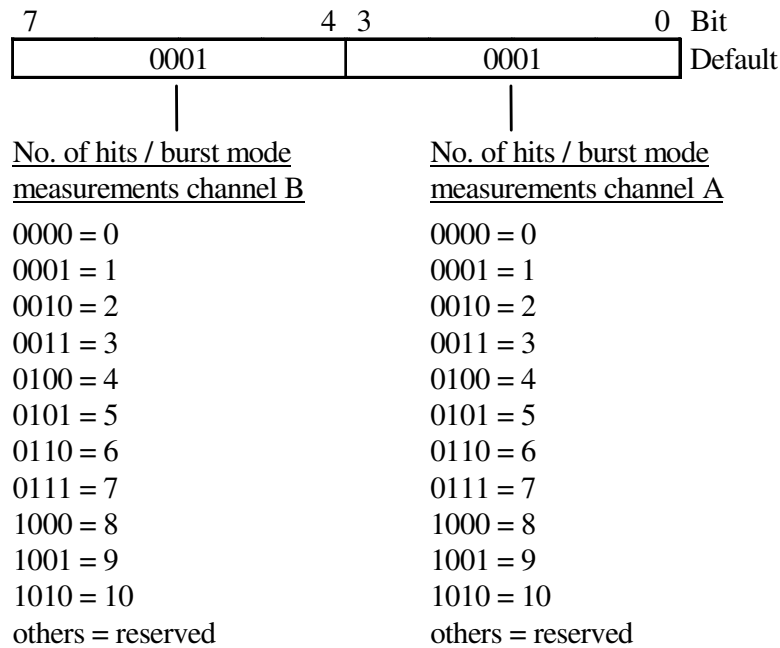 7 4 3 0 Bit
0001 0001 Default
No. of hits / burst mode
measurements channel B
0000 = 0
0001 = 1
0010 = 2
0011 = 3
0100 = 4
0101 = 5
0110 = 6
0111 = 7
1000 = 8
1001 = 9
1010 = 10
others = reserved
No. of hits / burst mode
measurements channel A
0000 = 0
0001 = 1
0010 = 2
0011 = 3
0100 = 4
0101 = 5
0110 = 6
0111 = 7
1000 = 8
1001 = 9
1010 = 10
others = reserved